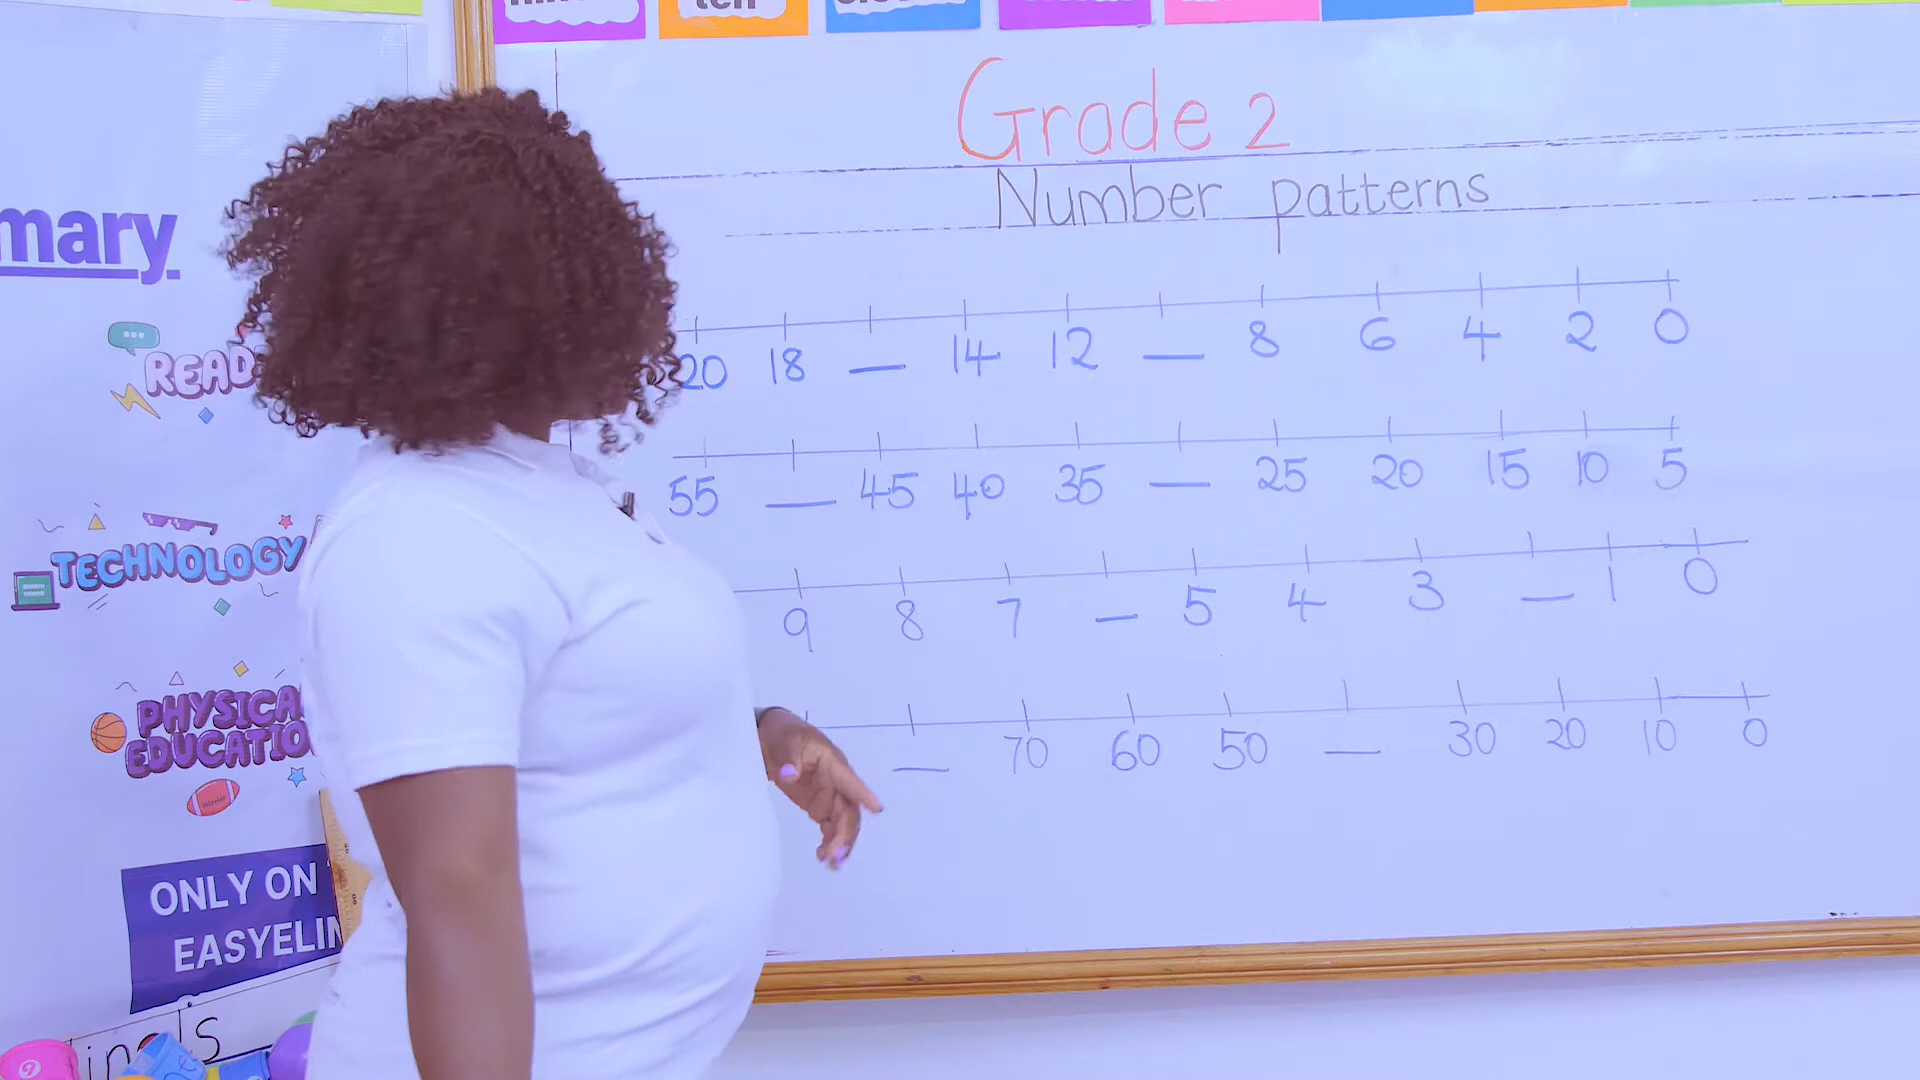 ten
Grade 2
Number patterns
20 18 __ 14 12 __ 8 6 4 2 0
55 __ 45 40 35 __ 25 20 15 10 5
9 8 7 __ 5 4 3 __ 1 0
__ 70 60 50 __ 30 20 10 0
mary
READ
TECHNOLOGY
PHYSICA
EDUCATIO
ONLY ON
EASYELIN